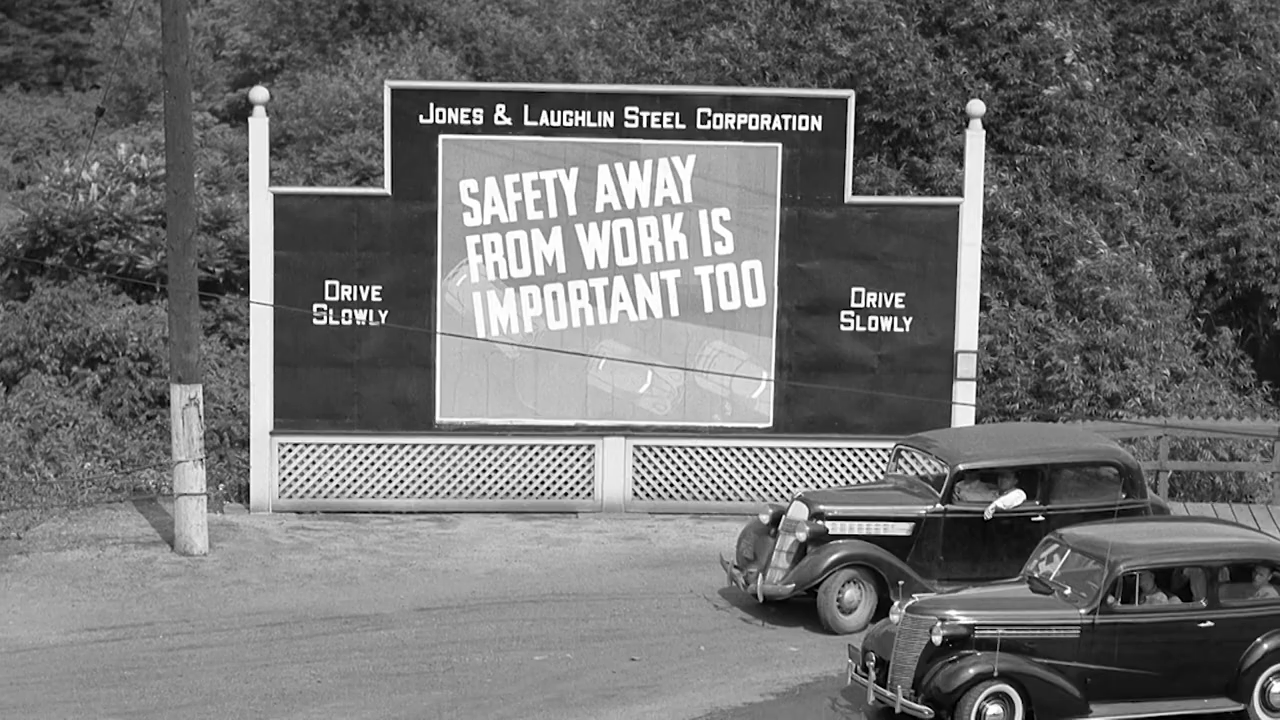 Jones & Laughlin Steel Corporation
SAFETY AWAY
FROM WORK IS
IMPORTANT TOO
Drive
Slowly
Drive
Slowly